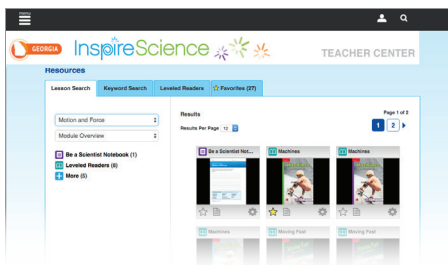 menu
GEORGIA InspireScience TEACHER CENTER
Resources
Lesson Search Keyword Search Leveled Readers Favorites (27)
Motion and Force
Module Overview
Be a Scientist Notebook (1)
Leveled Readers (8)
More (5)
Results
Page 1 of 2
Results Per Page 12
1 2
Be a Scientist Not... Machines Machines
Machines Moving Fast Moving Fast